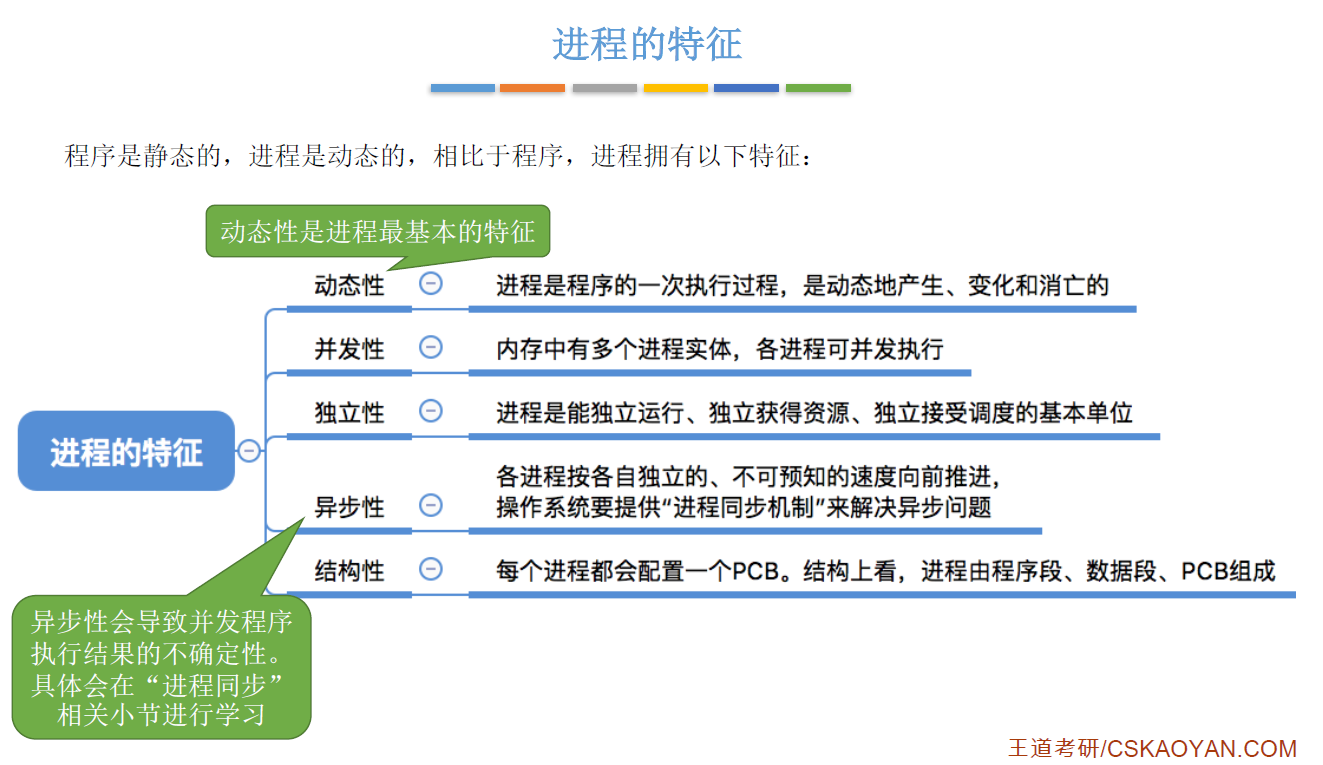 进程的特征
程序是静态的，进程是动态的，相比于程序，进程拥有以下特征：
动态性是进程最基本的特征
动态性
进程是程序的一次执行过程，是动态地产生、变化和消亡的
并发性
内存中有多个进程实体，各进程可并发执行
独立性
进程是能独立运行、独立获得资源、独立接受调度的基本单位
进程的特征
异步性
各进程按各自独立的、不可预知的速度向前推进，
操作系统要提供“进程同步机制”来解决异步问题
结构性
每个进程都会配置一个PCB。结构上看，进程由程序段、数据段、PCB组成
异步性会导致并发程序
执行结果的不确定性。
具体会在“进程同步”
相关小节进行学习
王道考研/CSKAOYAN.COM